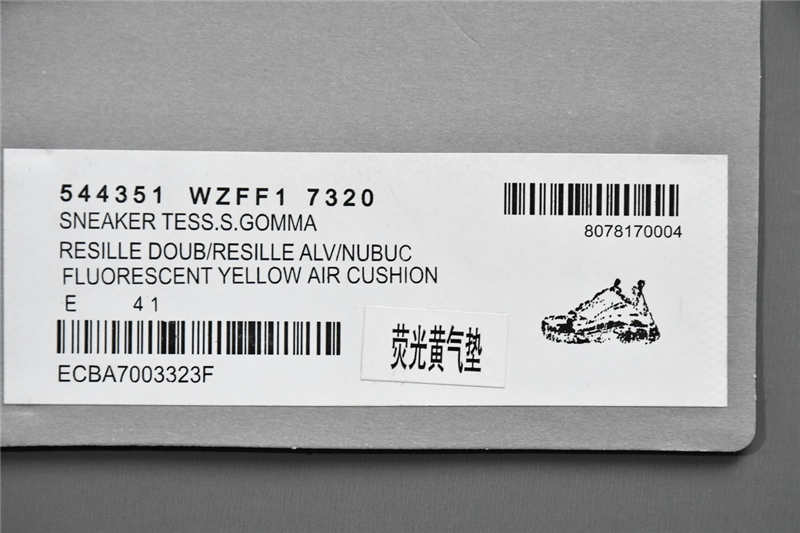 544351 WZFF1 7320
SNEAKER TESS.S.GOMMA
RESILLE DOUB/RESILLE ALV/NUBUC
FLUORESCENT YELLOW AIR CUSHION
E 41
ECBA7003323F
8078170004
荧光黄气垫